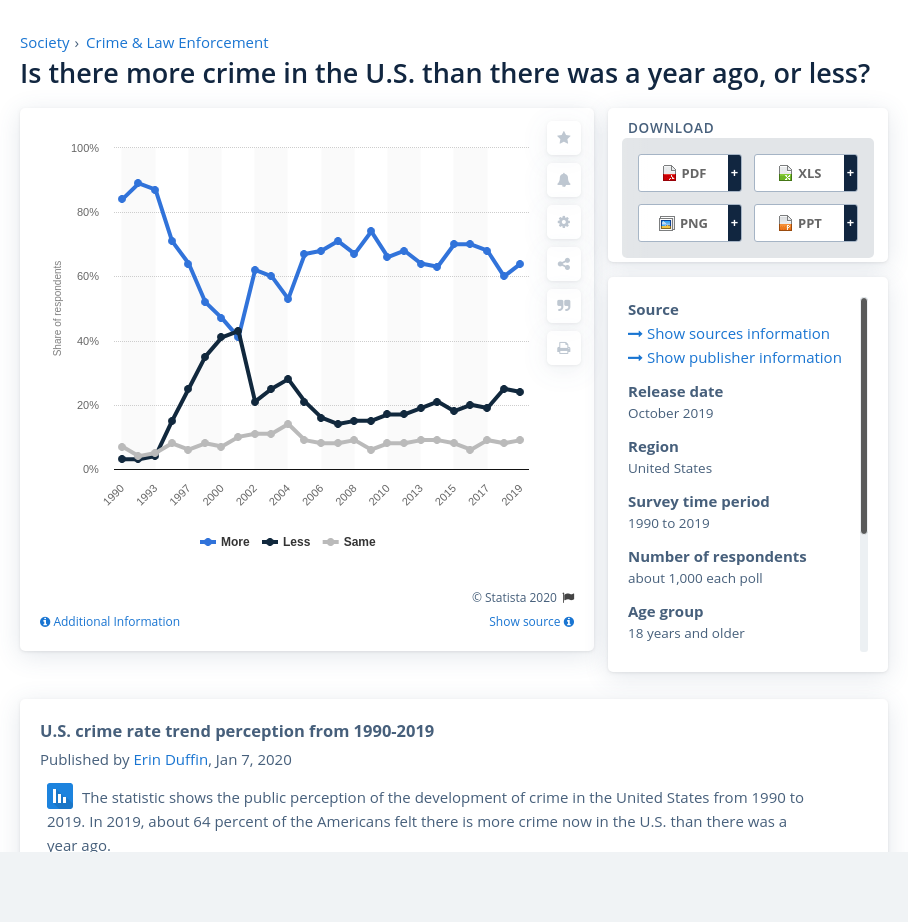 Society › Crime & Law Enforcement
Is there more crime in the U.S. than there was a year ago, or less?
100%
80%
60%
40%
20%
0%
Share of respondents
1990
1993
1997
2000
2002
2004
2006
2008
2010
2013
2015
2017
2019
More Less Same
© Statista 2020
Additional Information
Show source
DOWNLOAD
PDF +
XLS +
PNG +
PPT +
Source
Show sources information
Show publisher information
Release date
October 2019
Region
United States
Survey time period
1990 to 2019
Number of respondents
about 1,000 each poll
Age group
18 years and older
U.S. crime rate trend perception from 1990-2019
Published by Erin Duffin, Jan 7, 2020
The statistic shows the public perception of the development of crime in the United States from 1990 to
2019. In 2019, about 64 percent of the Americans felt there is more crime now in the U.S. than there was a
year ago.